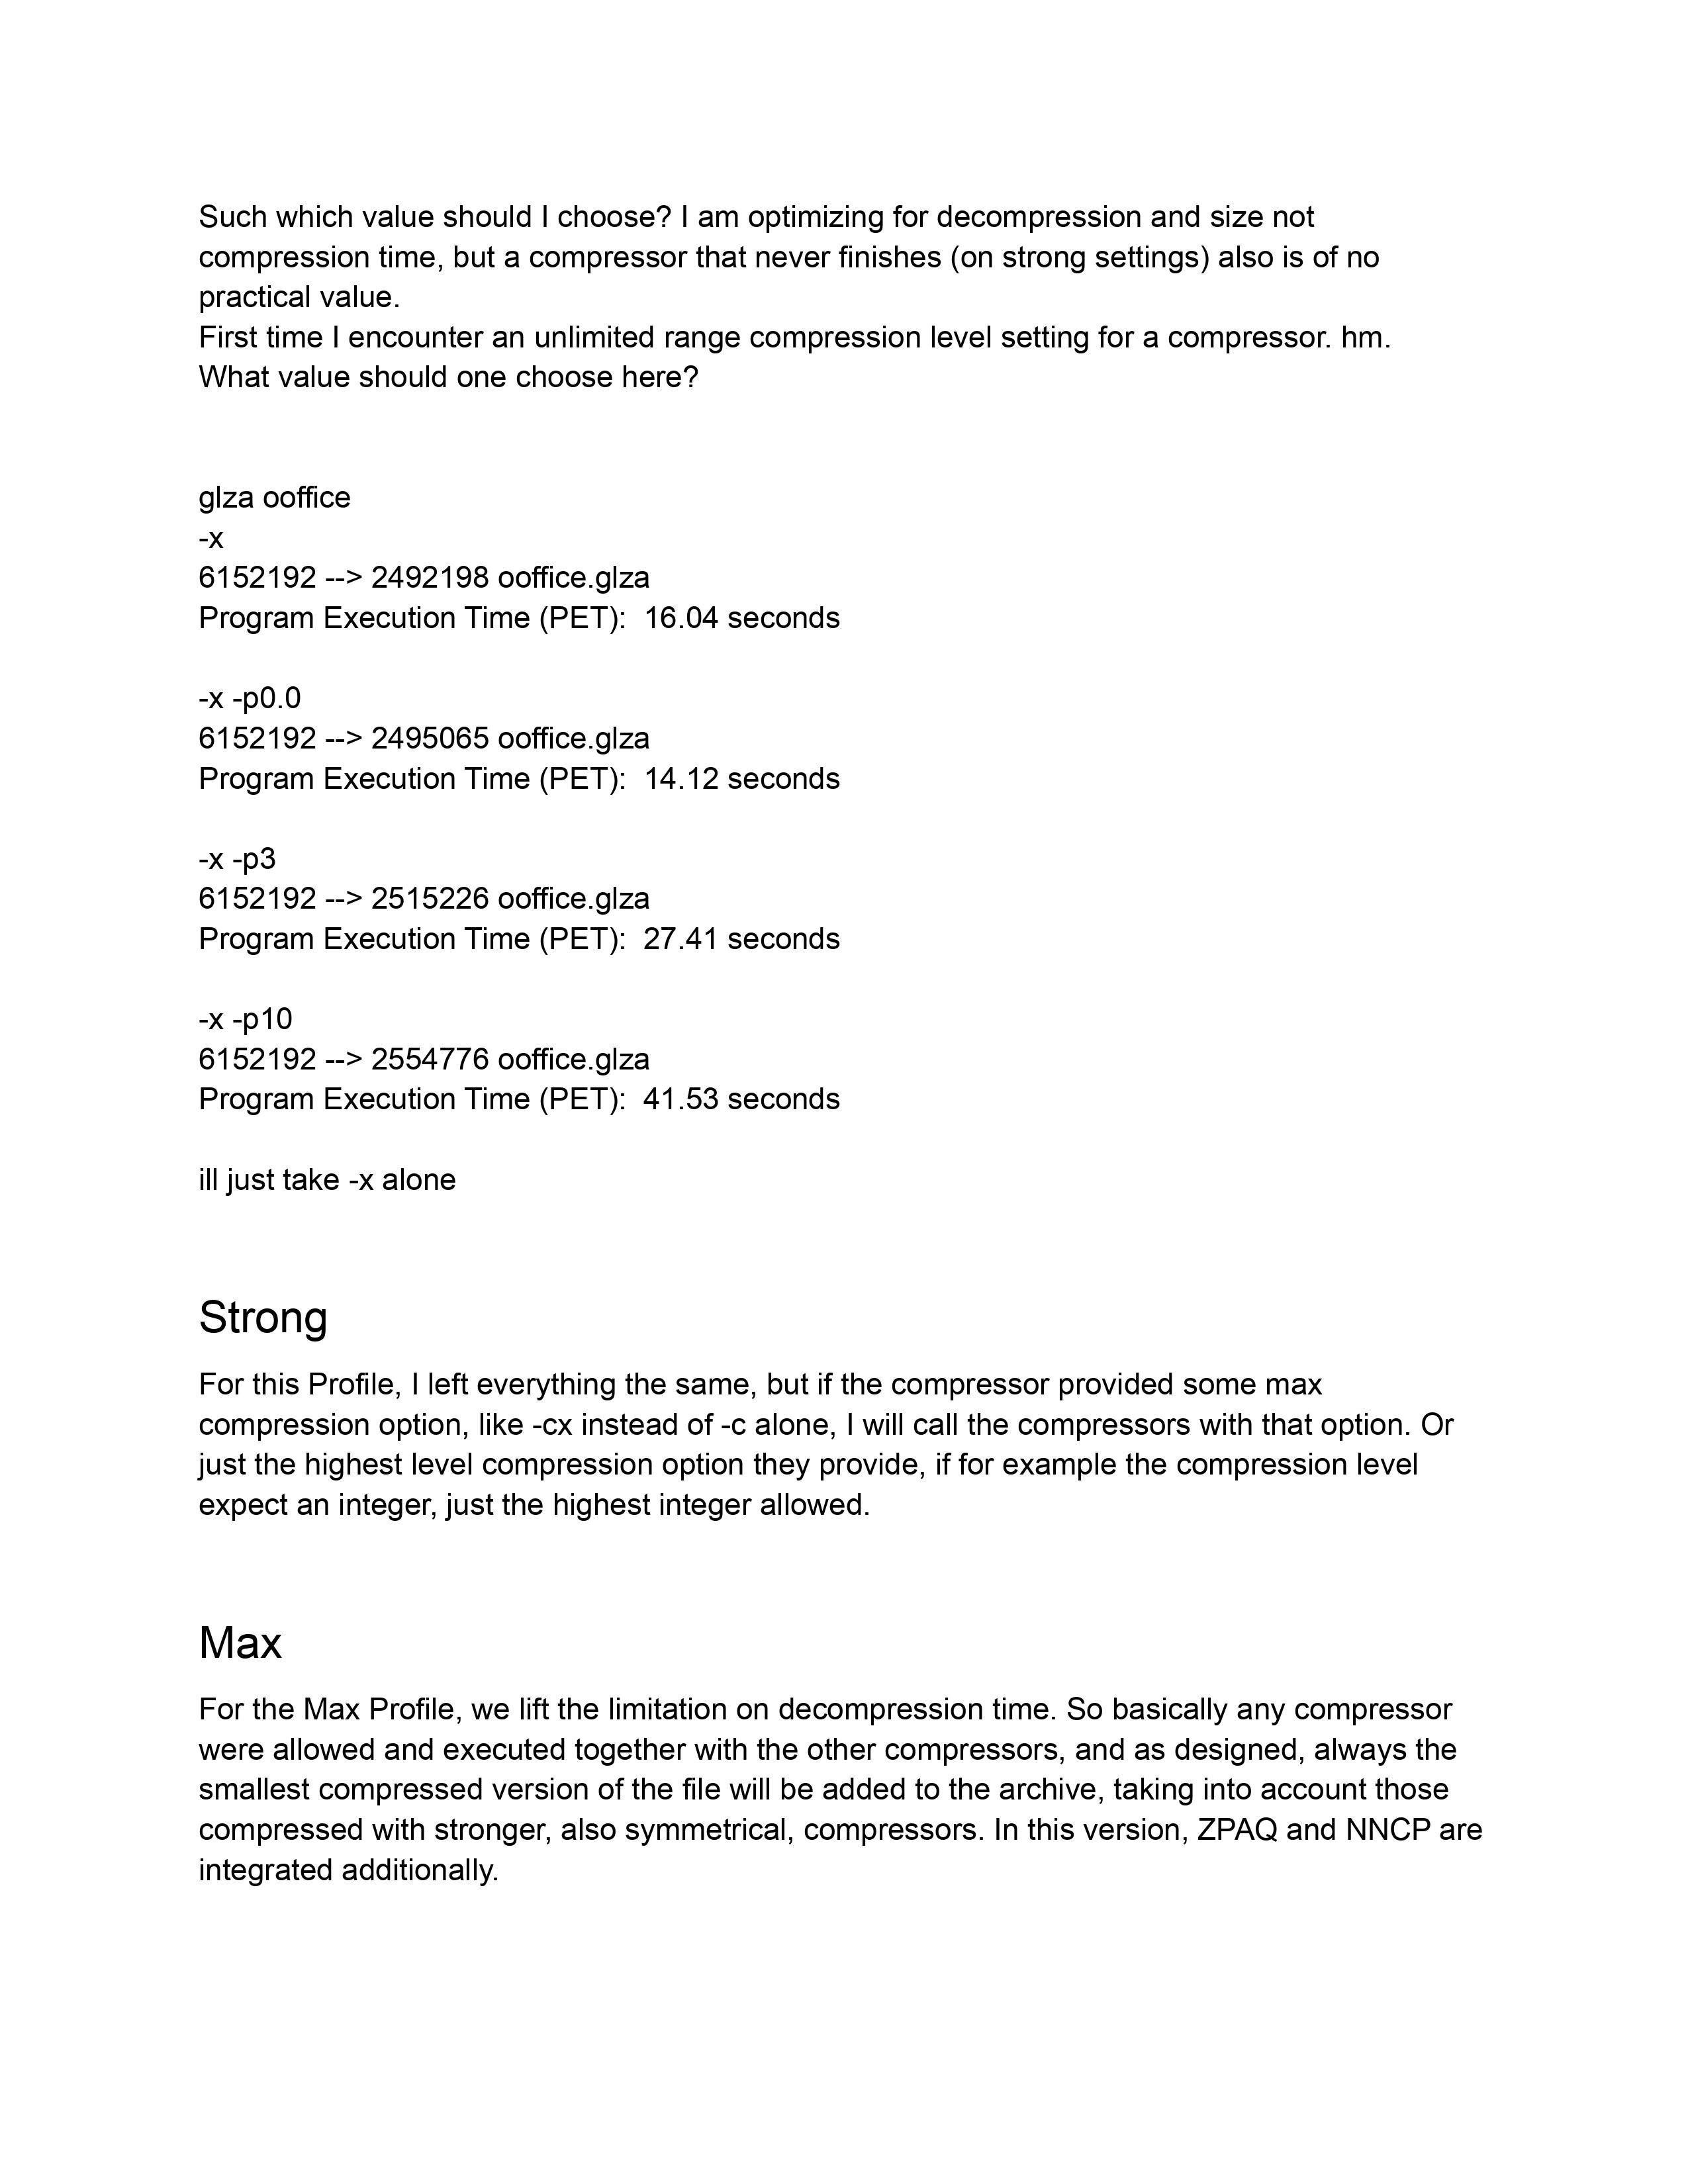 Such which value should I choose? I am optimizing for decompression and size not
compression time, but a compressor that never finishes (on strong settings) also is of no
practical value.
First time I encounter an unlimited range compression level setting for a compressor. hm.
What value should one choose here?
glza ooffice
-x
6152192 --> 2492198 ooffice.glza
Program Execution Time (PET):  16.04 seconds
-x -p0.0
6152192 --> 2495065 ooffice.glza
Program Execution Time (PET):  14.12 seconds
-x -p3
6152192 --> 2515226 ooffice.glza
Program Execution Time (PET):  27.41 seconds
-x -p10
6152192 --> 2554776 ooffice.glza
Program Execution Time (PET):  41.53 seconds
ill just take -x alone
Strong
For this Profile, I left everything the same, but if the compressor provided some max
compression option, like -cx instead of -c alone, I will call the compressors with that option. Or
just the highest level compression option they provide, if for example the compression level
expect an integer, just the highest integer allowed.
Max
For the Max Profile, we lift the limitation on decompression time. So basically any compressor
were allowed and executed together with the other compressors, and as designed, always the
smallest compressed version of the file will be added to the archive, taking into account those
compressed with stronger, also symmetrical, compressors. In this version, ZPAQ and NNCP are
integrated additionally.